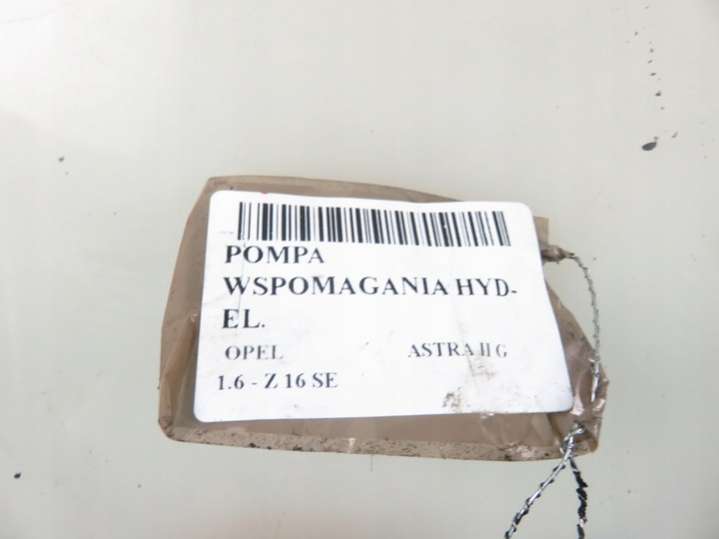 POMPA
WSPOMAGANIA HYD-
EL.
OPEL ASTRA II G
1.6 - Z 16 SE